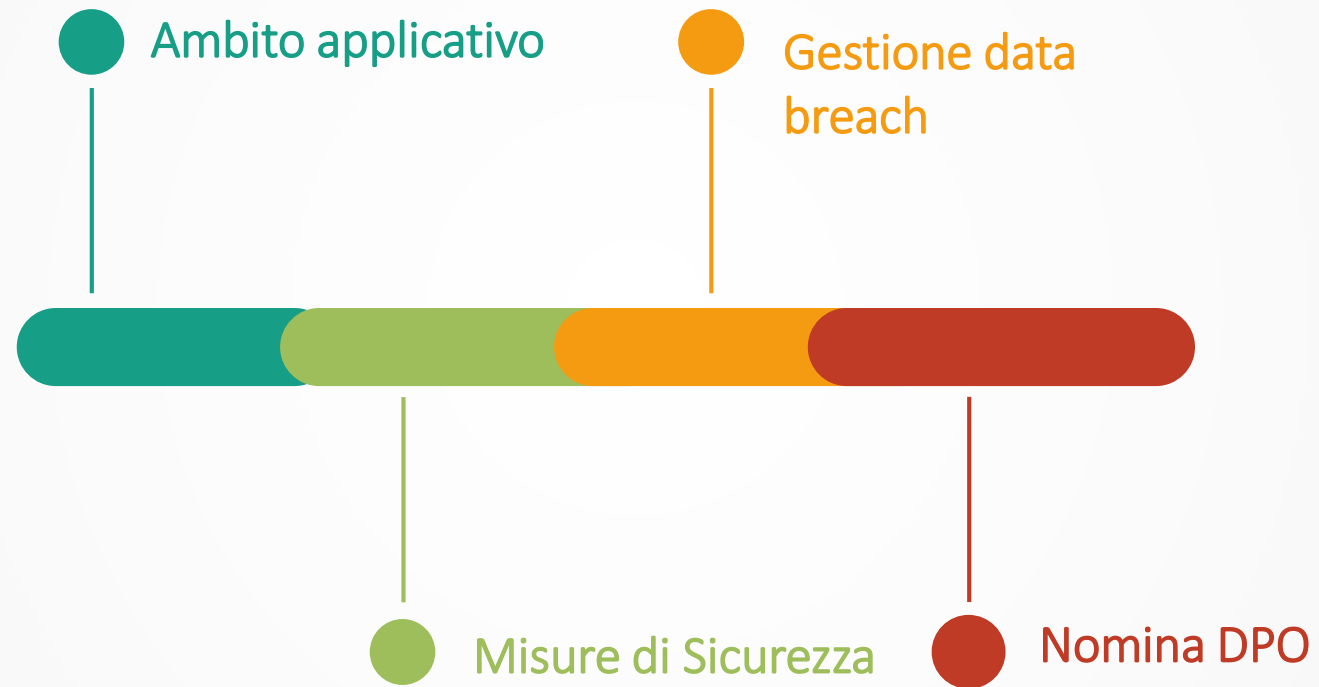 Ambito applicativo
Gestione data
breach
Misure di Sicurezza
Nomina DPO